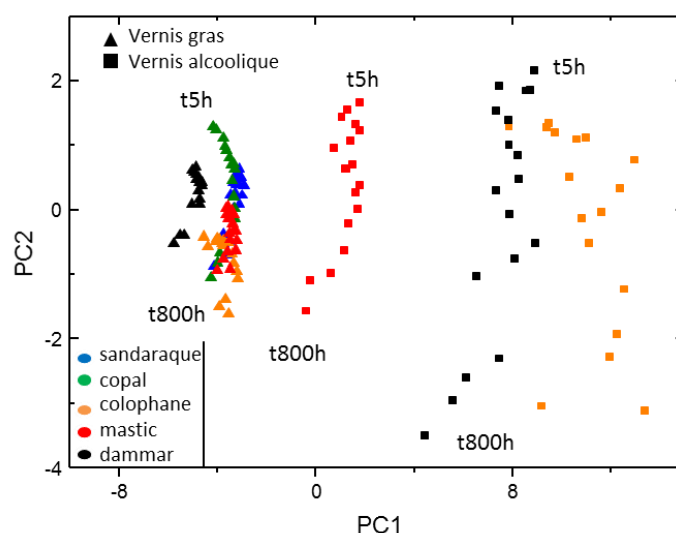 2
0
-2
-4
PC2
Vernis gras
Vernis alcoolique
t5h
t5h
t5h
t800h
t800h
t800h
sandaraque
copal
colophane
mastic
dammar
-8
0
8
PC1